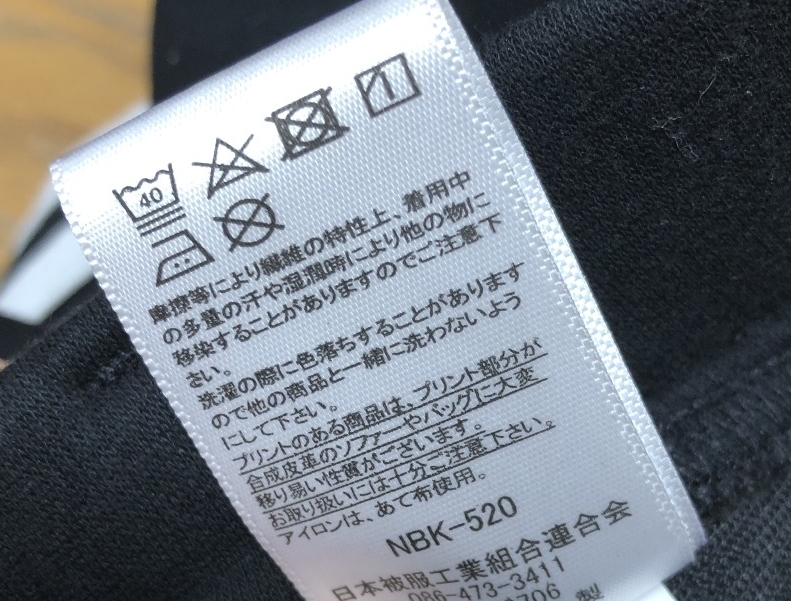 40
摩擦等により繊維の特性上、着用中
の多量の汗や湿潤時により他の物に
移染することがありますのでご注意下
さい。
洗濯の際に色落ちすることがあります
ので他の商品と一緒に洗わないよう
にして下さい。
プリントのある商品は、プリント部分が
合成皮革のソファーやバッグに大変
移り易い性質がございます。
お取り扱いには十分ご注意下さい。
アイロンは、あて布使用。
NBK-520
日本被服工業組合連合会
086-473-3411
1706 製